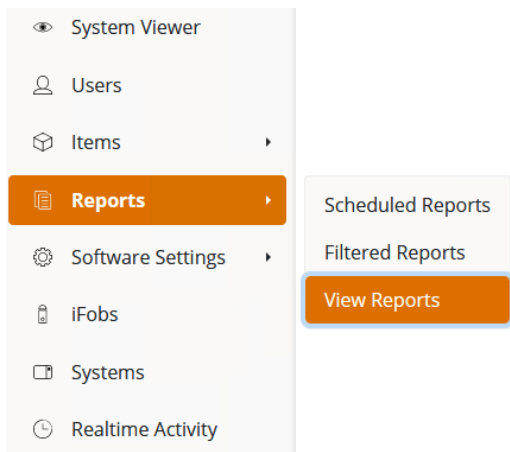 System Viewer
Users
Items
Reports
Scheduled Reports
Filtered Reports
View Reports
Software Settings
iFobs
Systems
Realtime Activity